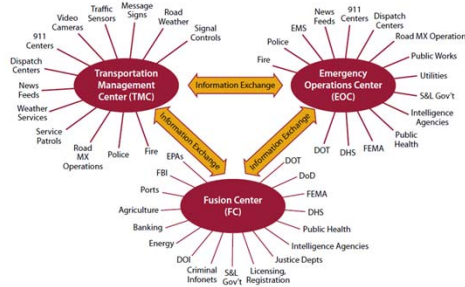 Message
Signs
Traffic
Sensors
Video
Cameras
Road
Weather
911
Centers
Signal
Controls
Dispatch
Centers
News
Feeds
Weather
Services
Service
Patrols
Road
MX
Operations
Police
Fire
Transportation
Management
Center (TMC)
Information Exchange
News
Feeds
911
Centers
Dispatch
Centers
EMS
Road MX Operation
Police
Public Works
Fire
Utilities
S&L Gov't
Intelligence
Agencies
Public
Health
FEMA
DHS
DOT
Emergency
Operations Center
(EOC)
Information Exchange
Information Exchange
EPAs
FBI
Ports
Agriculture
Banking
Energy
DOI
Criminal
Infonets
S&L
Gov't
Licensing,
Registration
Justice Depts
Intelligence Agencies
Public Health
DHS
FEMA
DoD
DOT
Fusion Center
(FC)